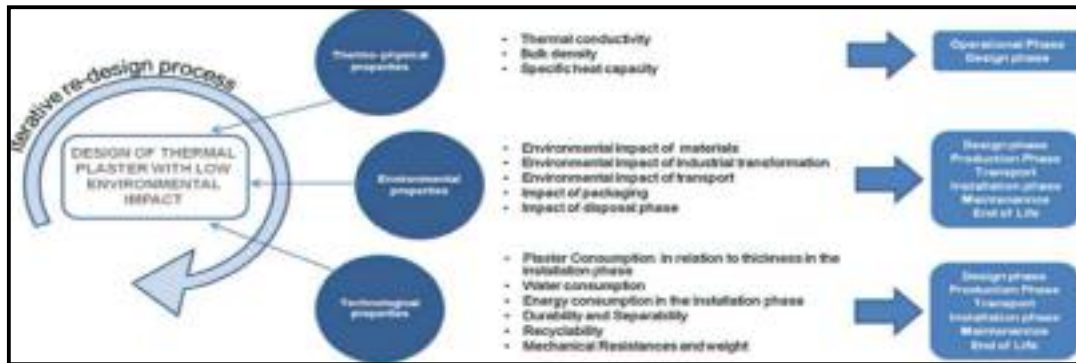 iterative re-design process
DESIGN OF THERMAL
PLASTER WITH LOW
ENVIRONMENTAL
IMPACT
Thermo-physical
properties
• Thermal conductivity
• Bulk density
• Specific heat capacity
Operational Phase
Design phase
Environmental
properties
• Environmental Impact of materials
• Environmental Impact of Industrial transformation
• Environmental Impact of transport
• Impact of packaging
• Impact of disposal phase
Design phase
Production Phase
Transport
Installation phase
Maintenance
End of Life
Technological
properties
• Plaster Consumption in relation to thickness in the
installation phase
• Water consumption
• Energy consumption in the Installation phase
• Durability and Separability
• Recyclability
• Mechanical Resistances and weight
Design phase
Production Phase
Transport
Installation phase
Maintenance
End of Life